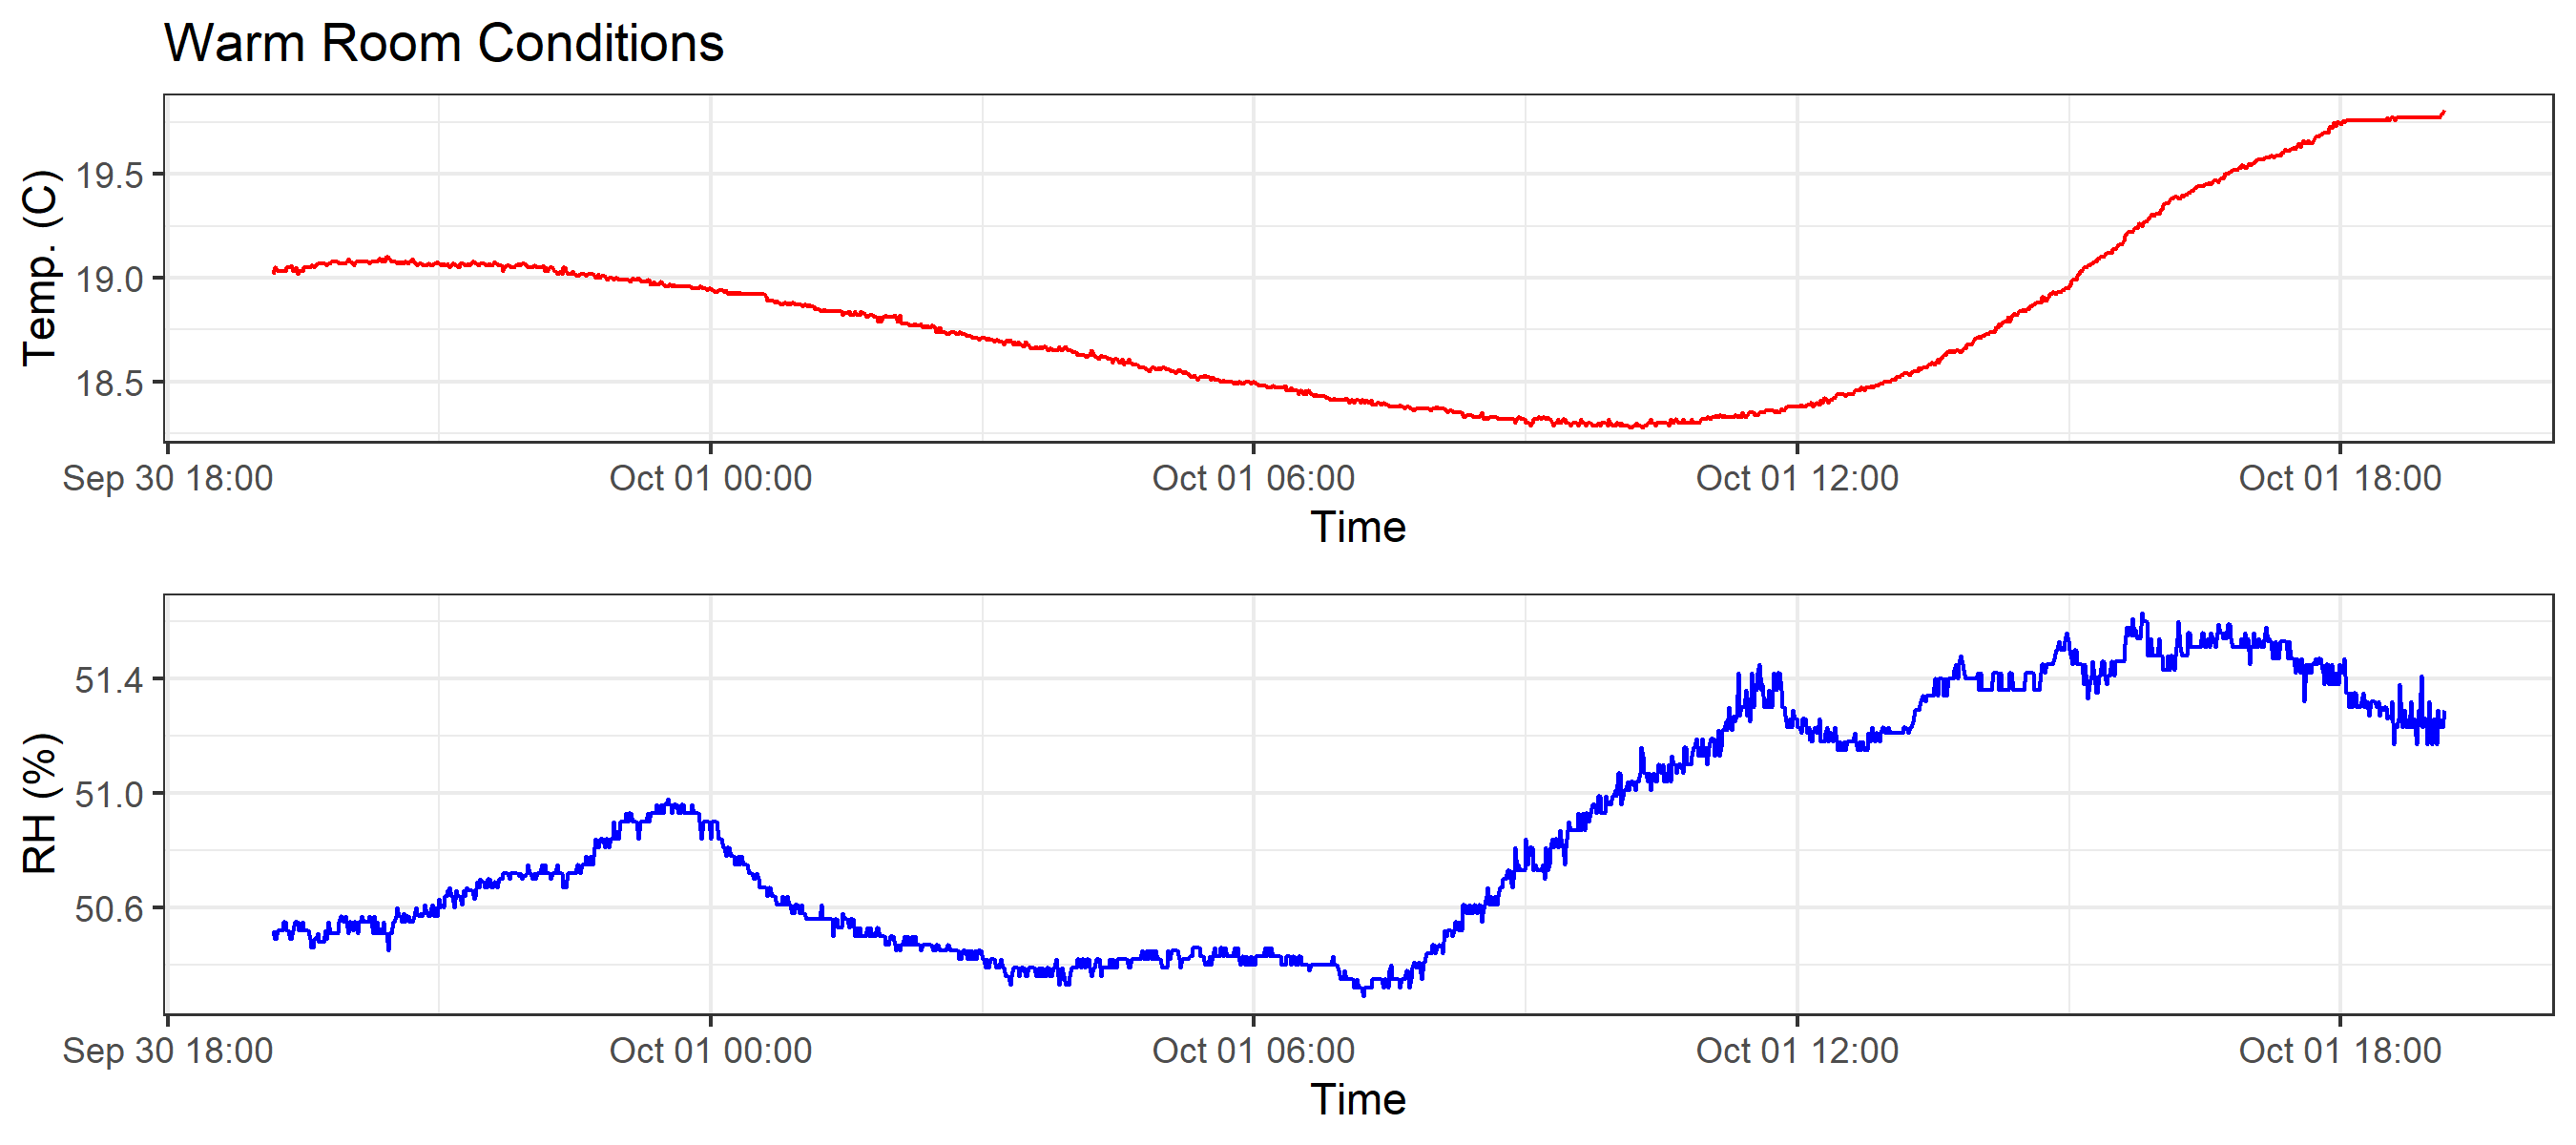 Warm Room Conditions
Temp. (C)
19.5
19.0
18.5
Sep 30 18:00 Oct 01 00:00 Oct 01 06:00 Oct 01 12:00 Oct 01 18:00
Time
RH (%)
51.4
51.0
50.6
Sep 30 18:00 Oct 01 00:00 Oct 01 06:00 Oct 01 12:00 Oct 01 18:00
Time